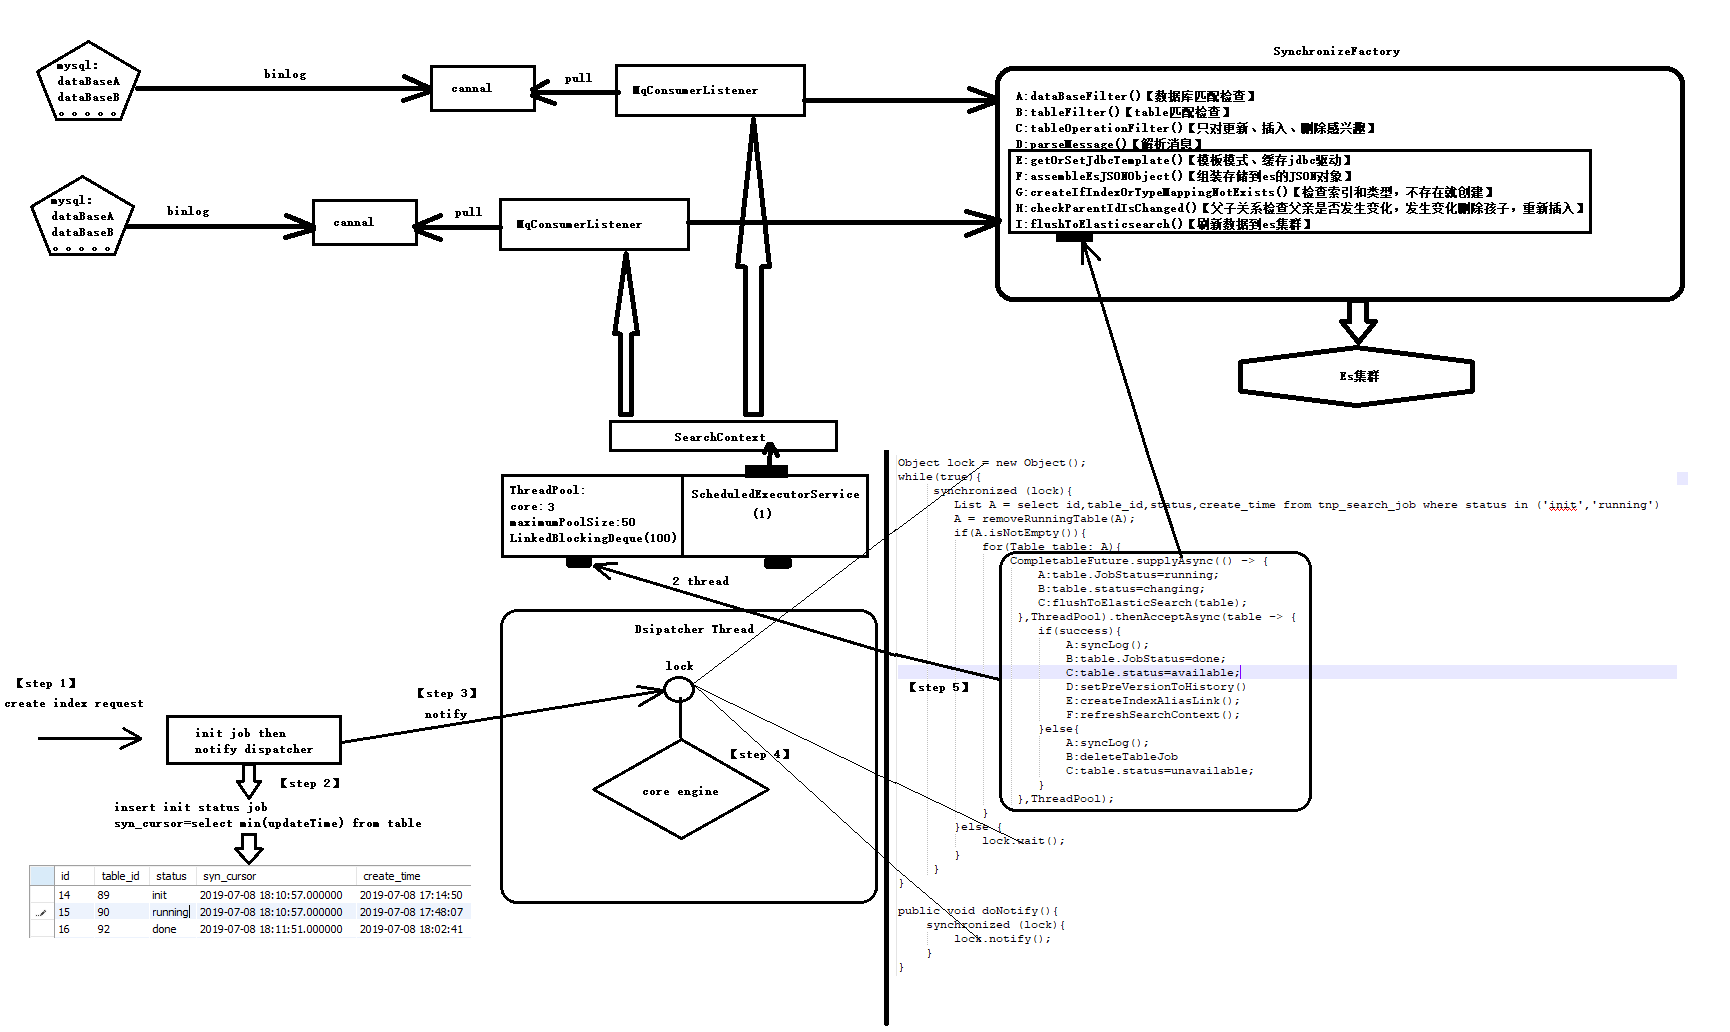 SynchronizeFactory
mysql:
dataBaseA
dataBaseB
。。。。。
binlog
cannal
pull
MqConsumerListener
A:dataBaseFilter()【数据库匹配检查】
B:tableFilter()【table匹配检查】
C:tableOperationFilter()【只对更新、插入、删除感兴趣】
D:parseMessage()【解析消息】
E:getOrSetJdbcTemplate()【模板模式、缓存jdbc驱动】
F:assembleEsJSONObject()【组装存储到es的JSON对象】
G:createIfIndexOrTypeMappingNotExists()【检查索引和类型，不存在就创建】
H:checkParentIdIsChanged()【父子关系检查父亲是否发生变化，发生变化删除孩子，重新插入】
I:flushToElasticsearch()【刷新数据到es集群】
mysql:
dataBaseA
dataBaseB
。。。。。
binlog
cannal
pull
MqConsumerListener
Es集群
SearchContext
ThreadPool:
core: 3
maximumPoolSize:50
LinkedBlockingDeque(100)
ScheduledExecutorService
(1)
2 thread
Dsipatcher Thread
lock
【step 4】
core engine
【step 1】
create index request
init job then
notify dispatcher
【step 3】
notify
【step 2】
insert init status job
syn_cursor=select min(updateTime) from table
id table_id status syn_cursor create_time
14 89 init 2019-07-08 18:10:57.000000 2019-07-08 17:14:50
15 90 running 2019-07-08 18:10:57.000000 2019-07-08 17:48:07
16 92 done 2019-07-08 18:11:51.000000 2019-07-08 18:02:41
【step 5】
Object lock = new Object();
while(true){
synchronized (lock){
List A = select id,table_id,status,create_time from tnp_search_job where status in ('init','running')
A = removeRunningTable(A);
if(A.isNotEmpty()){
for(Table table: A){
CompletableFuture.supplyAsync(() -> {
A:table.JobStatus=running;
B:table.status=changing;
C:flushToElasticSearch(table);
},ThreadPool).thenAcceptAsync(table -> {
if(success){
A:syncLog();
B:table.JobStatus=done;
C:table.status=available;
D:setPreVersionToHistory()
E:createIndexAliasLink();
F:refreshSearchContext();
}else{
A:syncLog();
B:deleteTableJob
C:table.status=unavailable;
}
},ThreadPool);
}
}else {
lock.wait();
}
}
}
public void doNotify(){
synchronized (lock){
lock.notify();
}
}